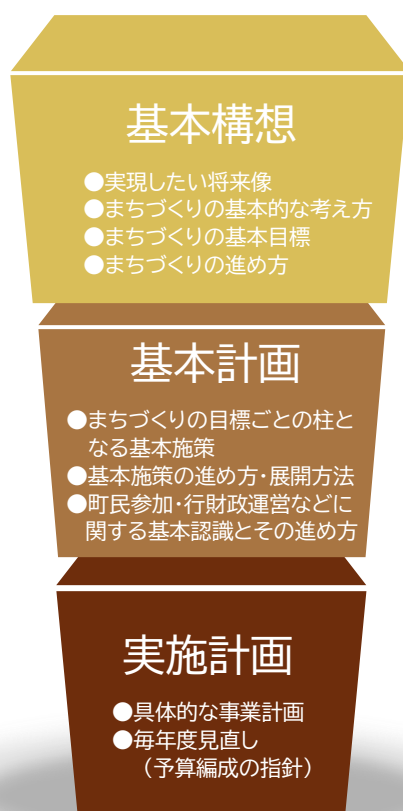 基本構想
●実現したい将来像
●まちづくりの基本的な考え方
●まちづくりの基本目標
●まちづくりの進め方
基本計画
●まちづくりの目標ごとの柱と
なる基本施策
●基本施策の進め方・展開方法
●町民参加・行財政運営などに
関する基本認識とその進め方
実施計画
●具体的な事業計画
●毎年度見直し
（予算編成の指針）